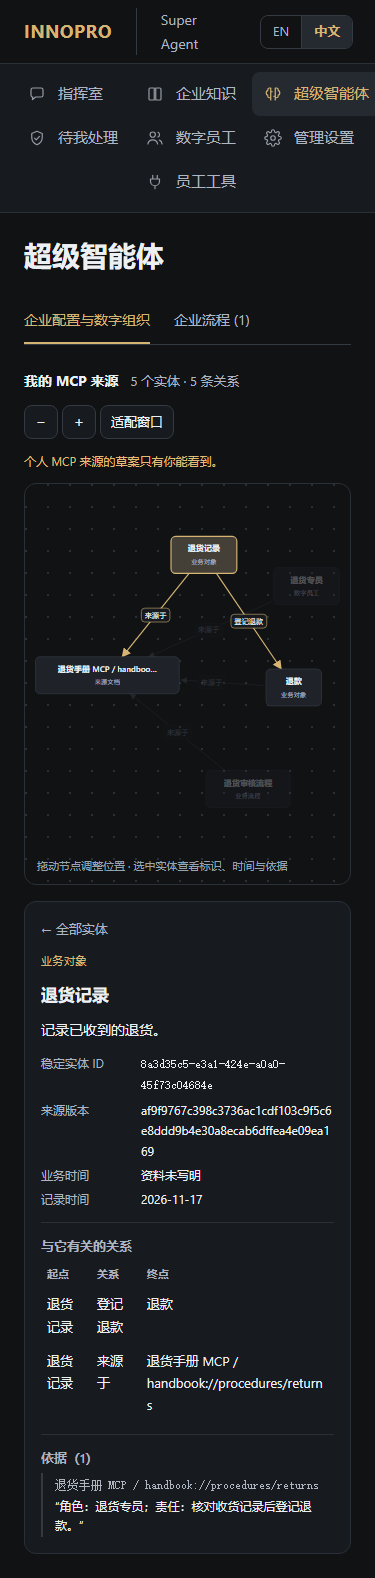 INNOPRO
Super
Agent
EN
中文
指挥室
企业知识
超级智能体
待我处理
数字员工
管理设置
员工工具
超级智能体
企业配置与数字组织
企业流程 (1)
我的 MCP 来源
5 个实体 · 5 条关系
−
+
适配窗口
个人 MCP 来源的草案只有你能看到。
退货记录
业务对象
退货专员
数字员工
来源于
来源于
登记退款
退货手册 MCP / handboo...
来源文档
来源于
退款
业务对象
来源于
退货审核流程
业务流程
拖动节点调整位置 · 选中实体查看标识、时间与依据
← 全部实体
业务对象
退货记录
记录已收到的退货。
稳定实体 ID
8a3d35c5-e3a1-424e-a0a0-
45f73c04684e
来源版本
af9f9767c398c3736ac1cdf103c9f5c6
e8ddd9b4e30a8ecab6dffea4e09ea1
69
业务时间
资料未写明
记录时间
2026-11-17
与它有关的关系
起点
关系
终点
退货
记录
登记
退款
退款
退货
记录
来源
于
退货手册 MCP /
handbook://procedures/return
s
依据（1）
退货手册 MCP / handbook://procedures/returns
“角色：退货专员；责任：核对收货记录后登记退
款。”